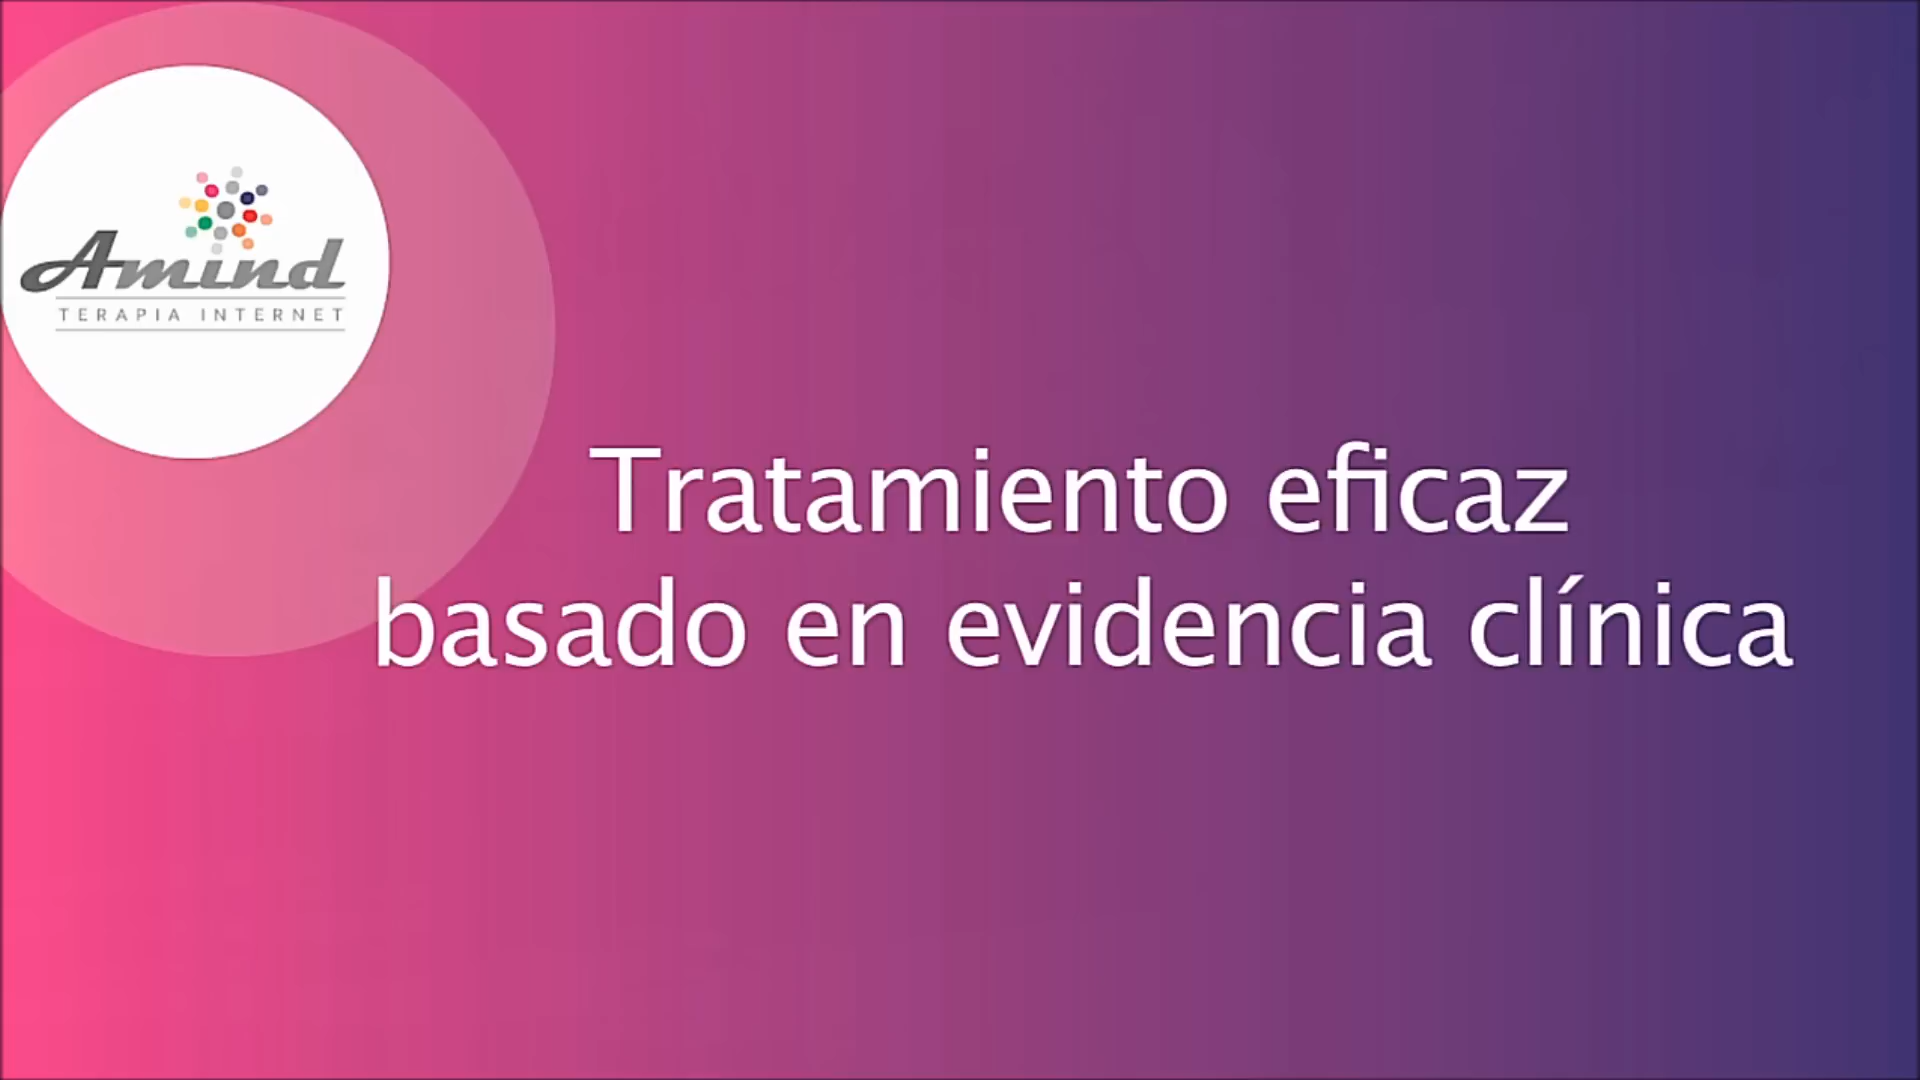 Amind
TERAPIA INTERNET
Tratamiento eficaz
basado en evidencia clínica